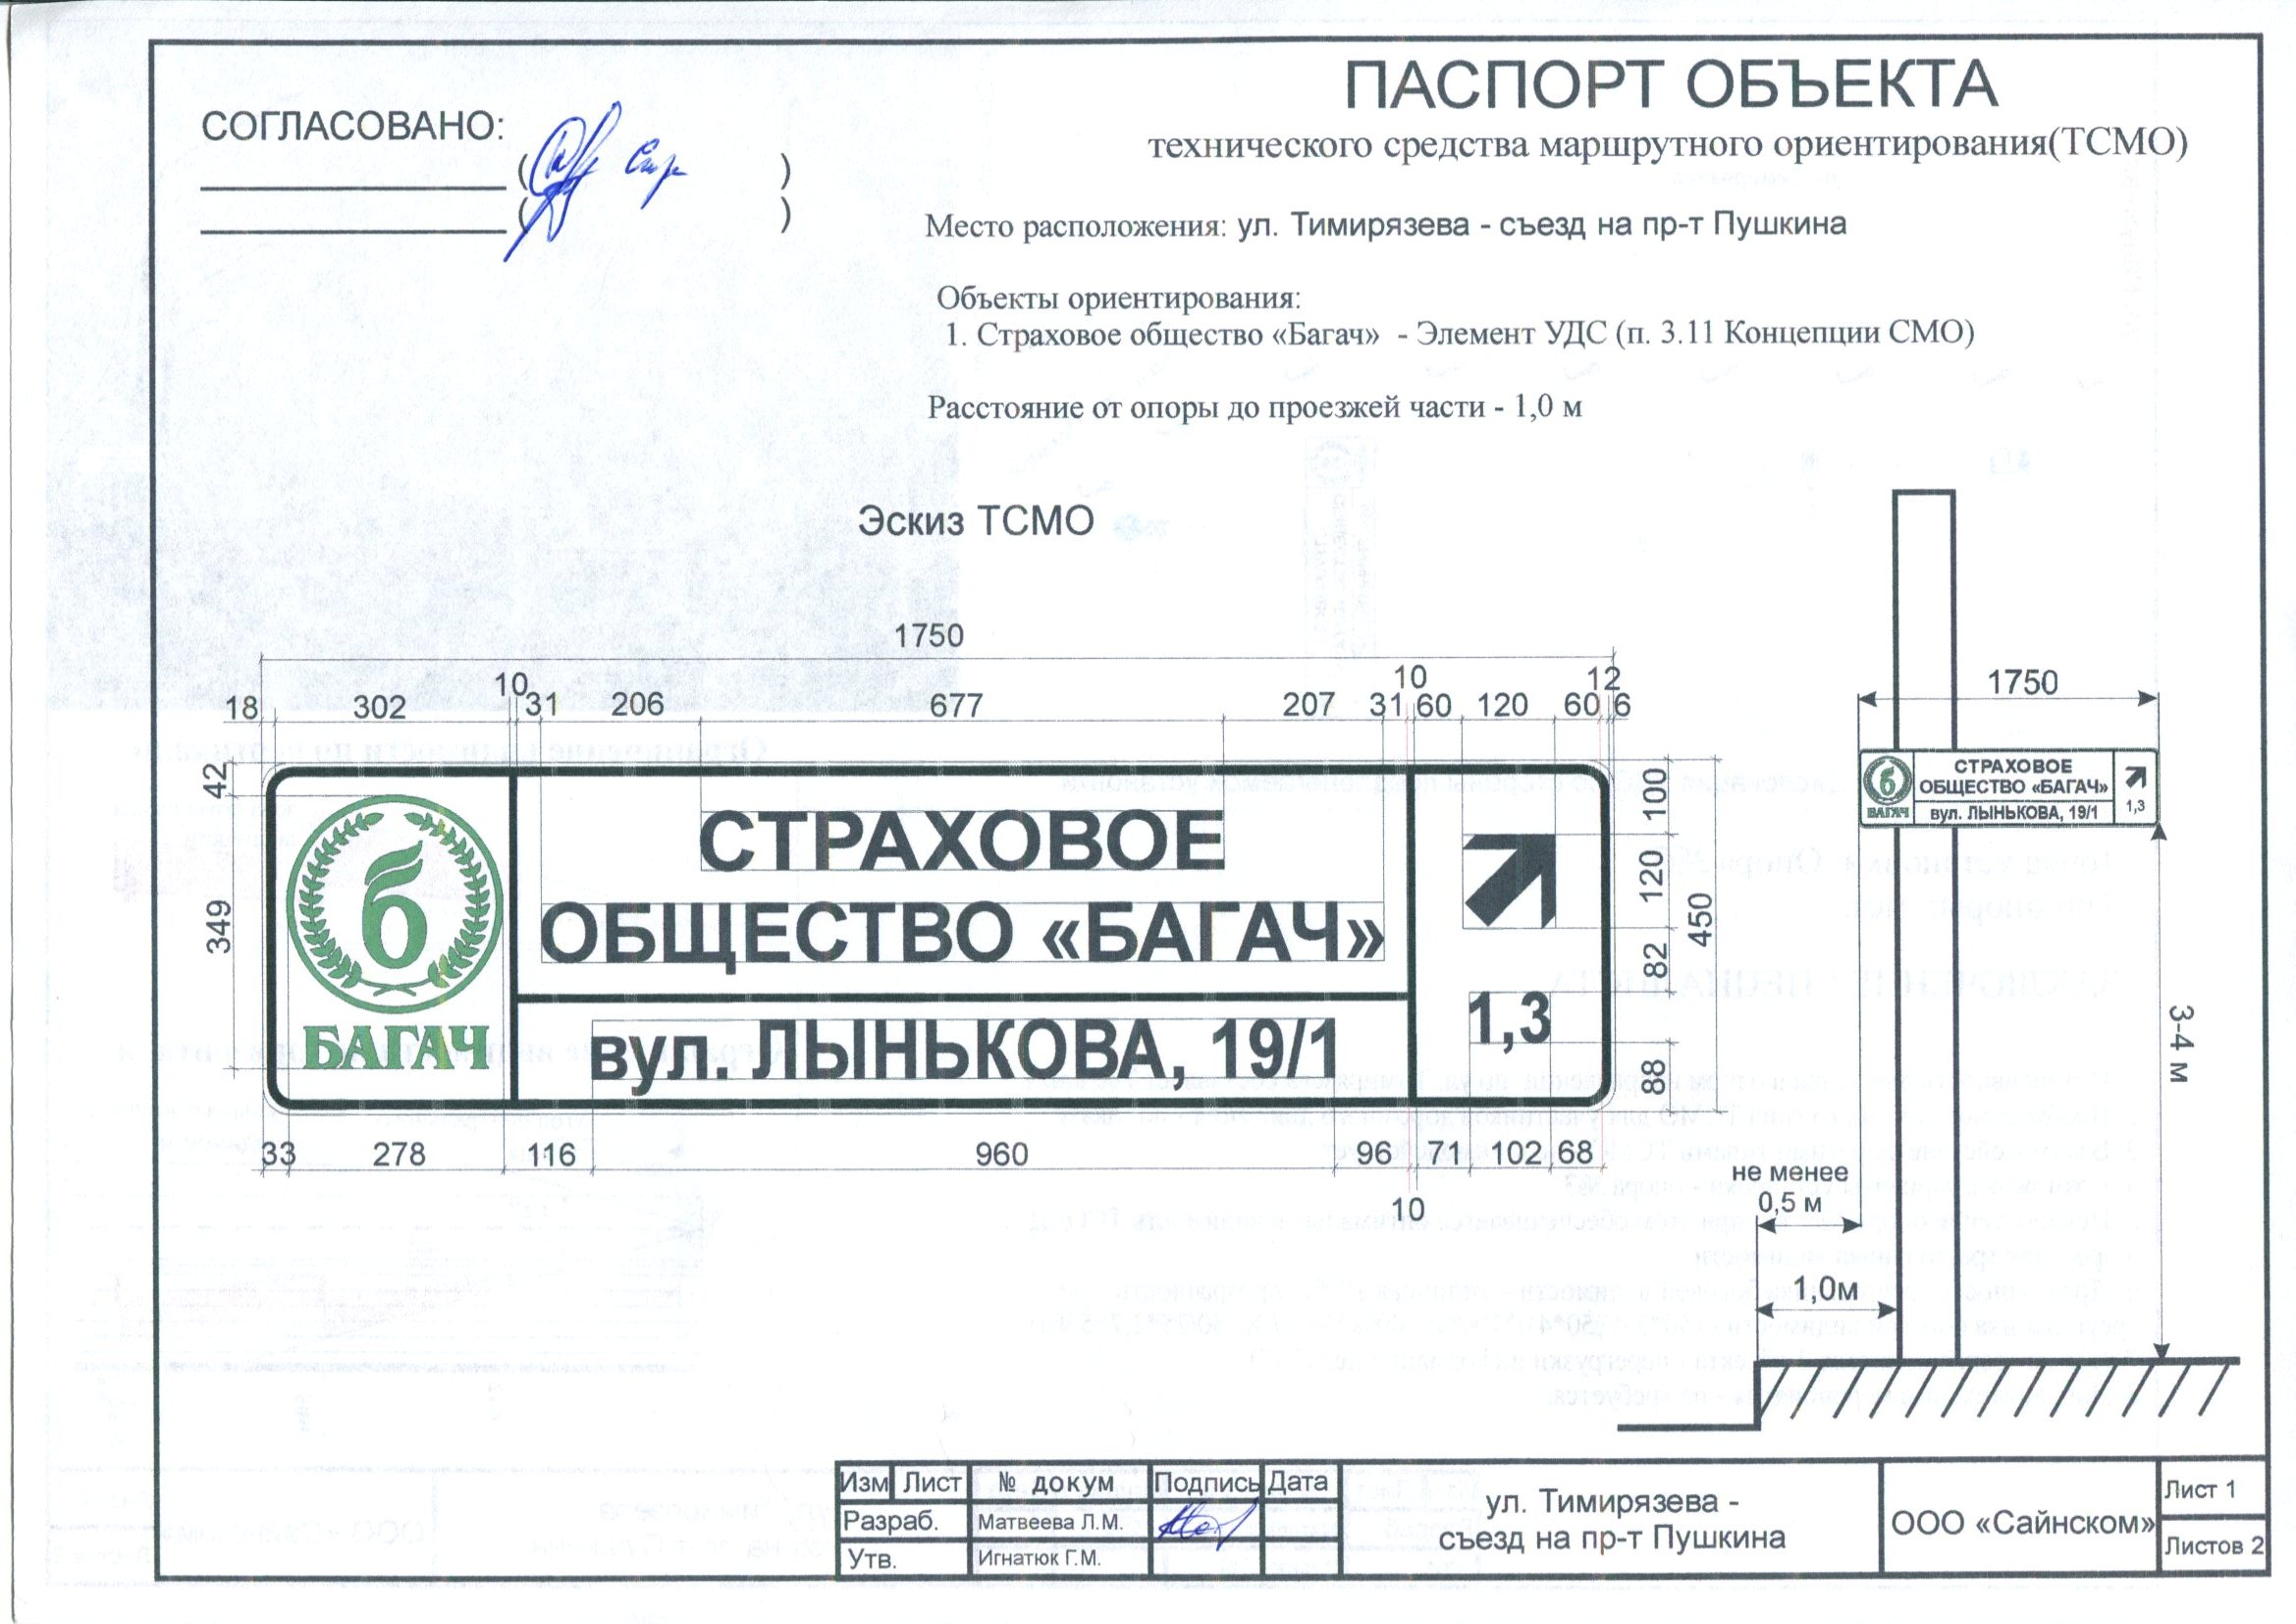 ПАСПОРТ ОБЪЕКТА
технического средства маршрутного ориентирования(ТСМО)
СОГЛАСОВАНО:
( )
( )
Место расположения: ул. Тимирязева - съезд на пр-т Пушкина
Объекты ориентирования:
1. Страховое общество «Багач» - Элемент УДС (п. 3.11 Концепции СМО)
Расстояние от опоры до проезжей части - 1,0 м
Эскиз ТСМО
1750
18 302 10 31 206 677 207 31 10 60 120 60 12 6
42
349
б
БАГАЧ
СТРАХОВОЕ
ОБЩЕСТВО «БАГАЧ»
вул. ЛЫНЬКОВА, 19/1
1,3
100
120
82
88
450
33 278 116 960 96 10 71 102 68
1750
б
БАГАЧ
СТРАХОВОЕ
ОБЩЕСТВО «БАГАЧ»
вул. ЛЫНЬКОВА, 19/1
1,3
3-4 м
не менее
0,5 м
1,0м
Изм Лист № докум Подпись Дата
Разраб. Матвеева Л.М.
Утв. Игнатюк Г.М.
ул. Тимирязева -
съезд на пр-т Пушкина
ООО «Сайнском»
Лист 1
Листов 2